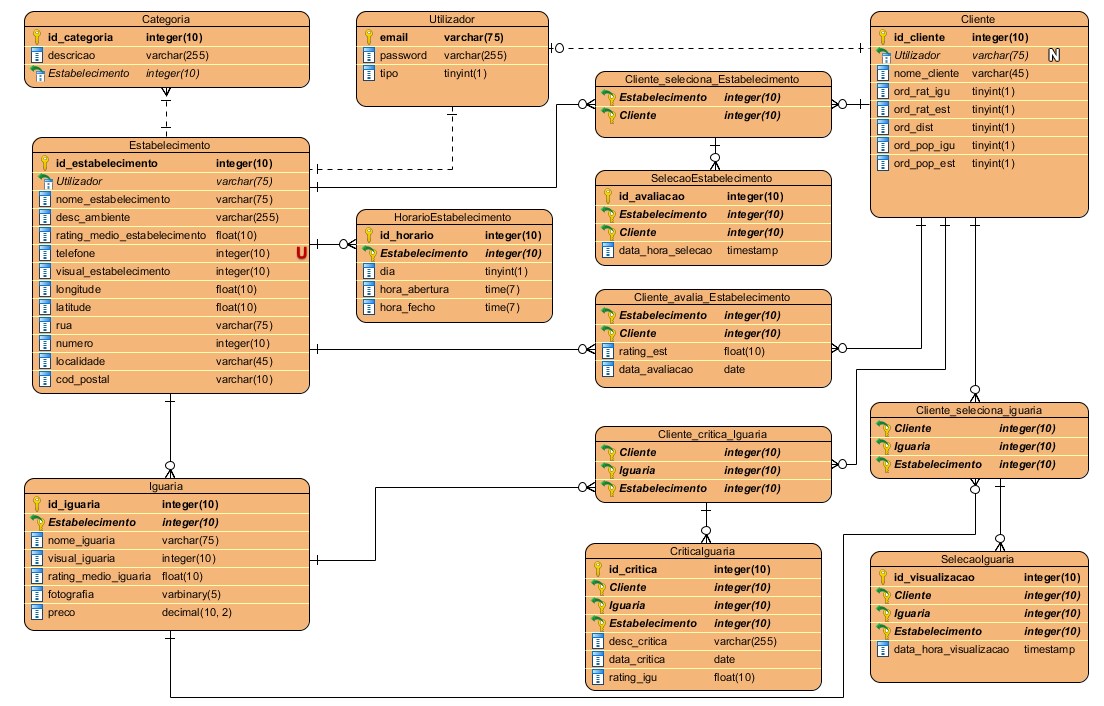 Categoria
id_categoria integer(10)
descricao varchar(255)
Estabelecimento integer(10)
Utilizador
email varchar(75)
password varchar(255)
tipo tinyint(1)
Cliente
id_cliente integer(10)
Utilizador varchar(75) N
nome_cliente varchar(45)
ord_rat_igu tinyint(1)
ord_rat_est tinyint(1)
ord_dist tinyint(1)
ord_pop_igu tinyint(1)
ord_pop_est tinyint(1)
Cliente_seleciona_Estabelecimento
Estabelecimento integer(10)
Cliente integer(10)
Estabelecimento
id_estabelecimento integer(10)
Utilizador varchar(75)
nome_estabelecimento varchar(75)
desc_ambiente varchar(255)
rating_medio_estabelecimento float(10)
telefone integer(10) U
visual_estabelecimento integer(10)
longitude float(10)
latitude float(10)
rua varchar(75)
numero integer(10)
localidade varchar(45)
cod_postal varchar(10)
SelecaoEstabelecimento
id_avaliacao integer(10)
Estabelecimento integer(10)
Cliente integer(10)
data_hora_selecao timestamp
HorarioEstabelecimento
id_horario integer(10)
Estabelecimento integer(10)
dia tinyint(1)
hora_abertura time(7)
hora_fecho time(7)
Cliente_avalia_Estabelecimento
Estabelecimento integer(10)
Cliente integer(10)
rating_est float(10)
data_avaliacao date
Cliente_critica_Iguaria
Cliente integer(10)
Iguaria integer(10)
Estabelecimento integer(10)
Cliente_seleciona_iguaria
Cliente integer(10)
Iguaria integer(10)
Estabelecimento integer(10)
Iguaria
id_iguaria integer(10)
Estabelecimento integer(10)
nome_iguaria varchar(75)
visual_iguaria integer(10)
rating_medio_iguaria float(10)
fotografia varbinary(5)
preco decimal(10, 2)
CriticaIguaria
id_critica integer(10)
Cliente integer(10)
Iguaria integer(10)
Estabelecimento integer(10)
desc_critica varchar(255)
data_critica date
rating_igu float(10)
SelecaoIguaria
id_visualizacao integer(10)
Cliente integer(10)
Iguaria integer(10)
Estabelecimento integer(10)
data_hora_visualizacao timestamp